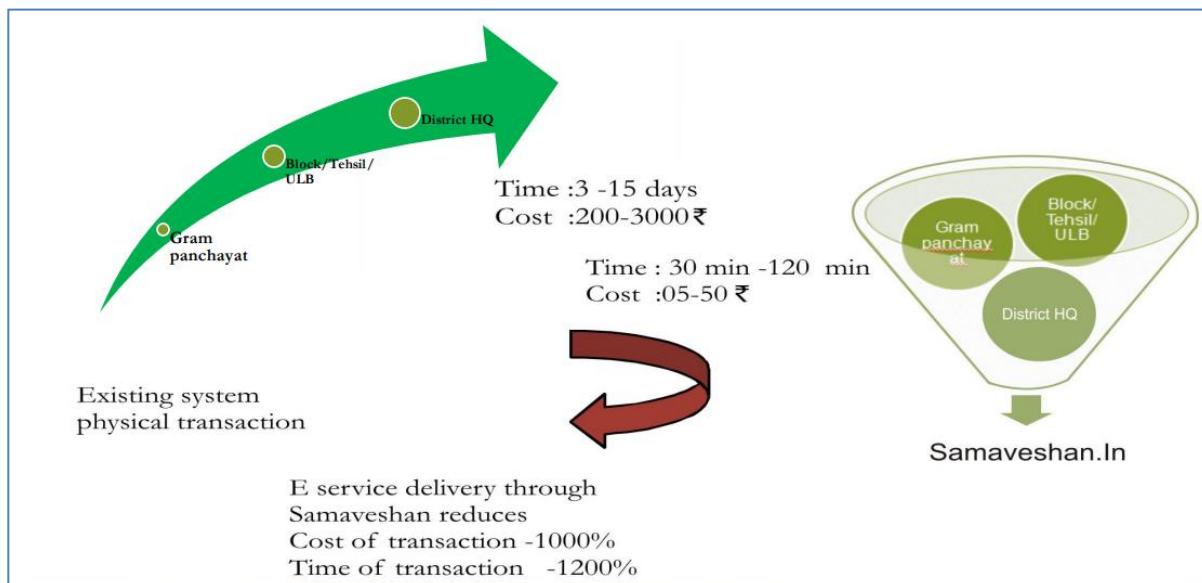 District HQ
Block/Tehsil/
ULB
Gram
panchayat
Time :3 -15 days
Cost :200-3000 ₹
Time : 30 min -120 min
Cost :05-50 ₹
Existing system
physical transaction
E service delivery through
Samaveshan reduces
Cost of transaction -1000%
Time of transaction -1200%
Block/
Tehsil/
ULB
Gram
panchay
at
District HQ
Samaveshan.In